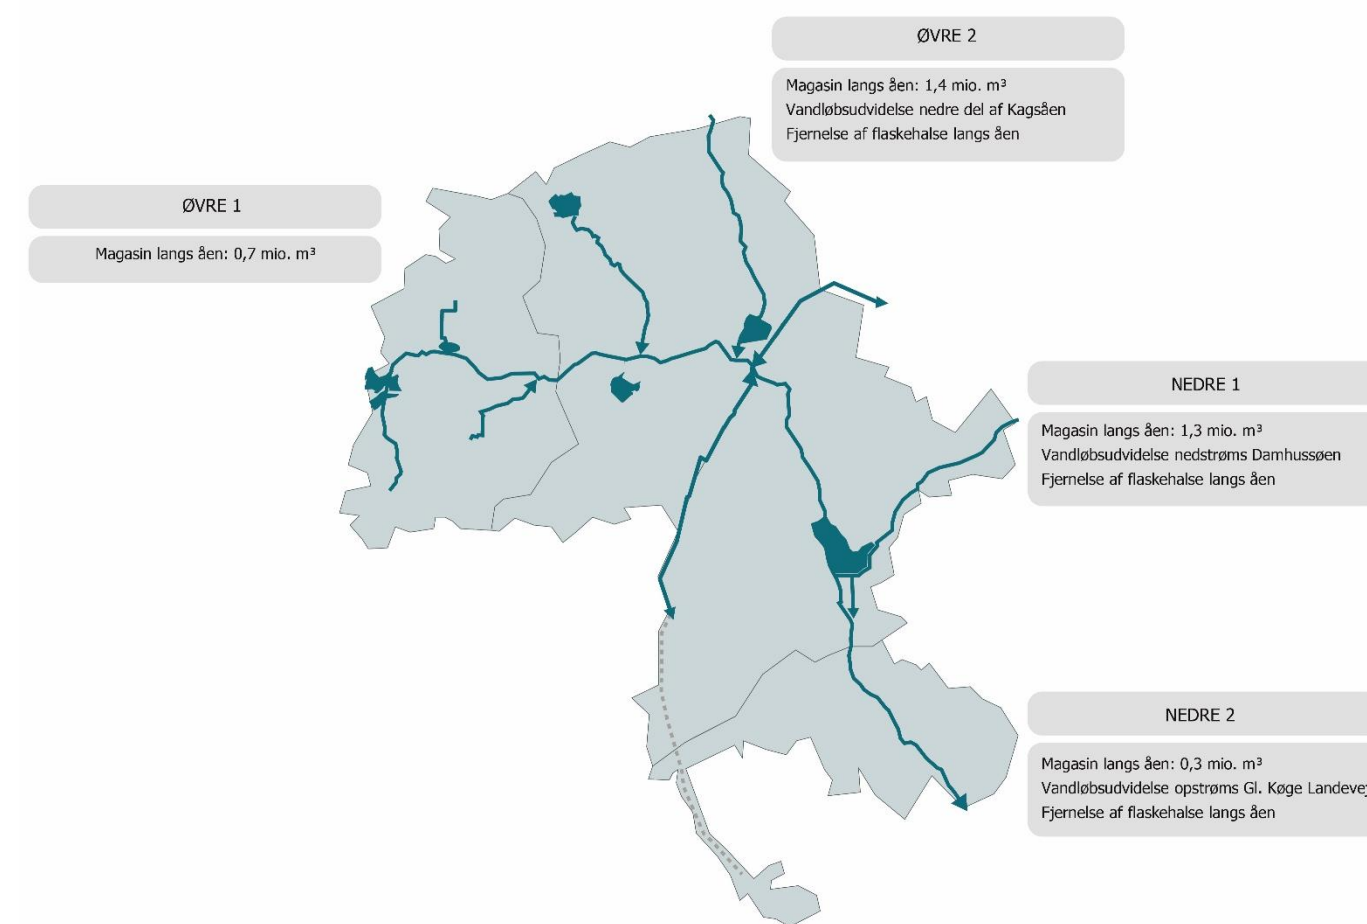 ØVRE 2
Magasin langs åen: 1,4 mio. m³
Vandløbsudvidelse nedre del af Kagsåen
Fjernelse af flaskehalse langs åen
ØVRE 1
Magasin langs åen: 0,7 mio. m³
NEDRE 1
Magasin langs åen: 1,3 mio. m³
Vandløbsudvidelse nedstrøms Damhussøen
Fjernelse af flaskehalse langs åen
NEDRE 2
Magasin langs åen: 0,3 mio. m³
Vandløbsudvidelse opstrøms Gl. Køge Landevej
Fjernelse af flaskehalse langs åen